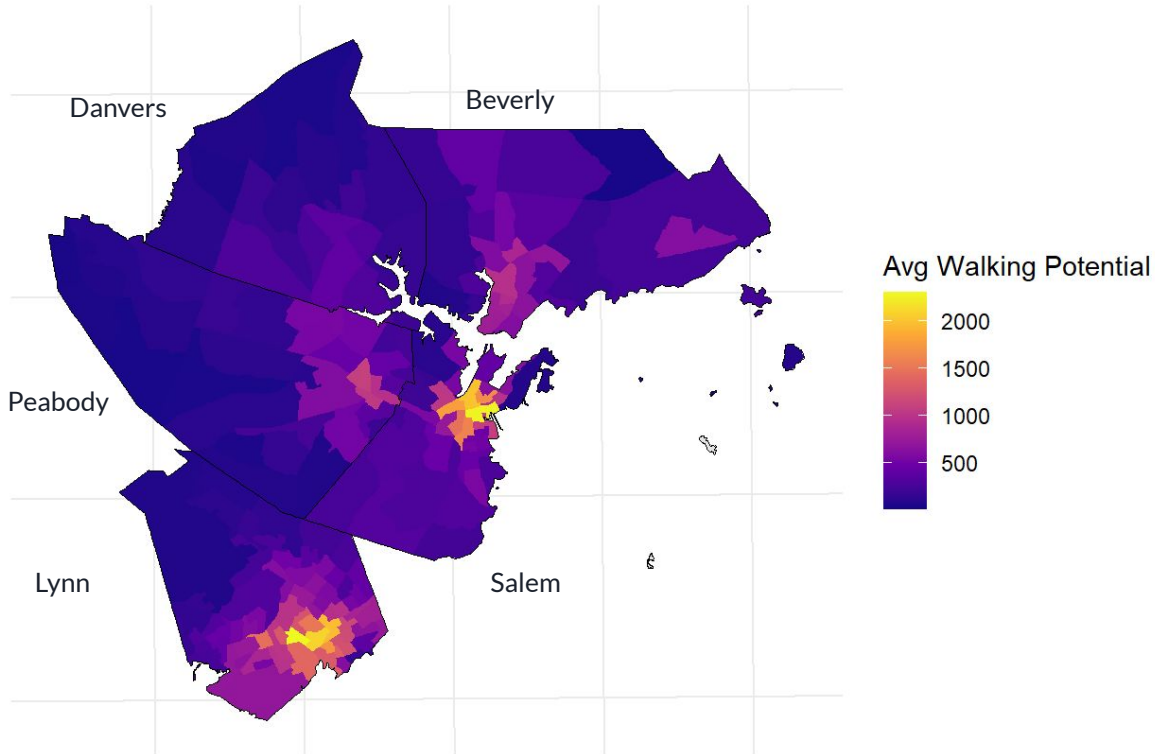 Danvers
Beverly
Peabody
Lynn
Salem
Avg Walking Potential
2000
1500
1000
500